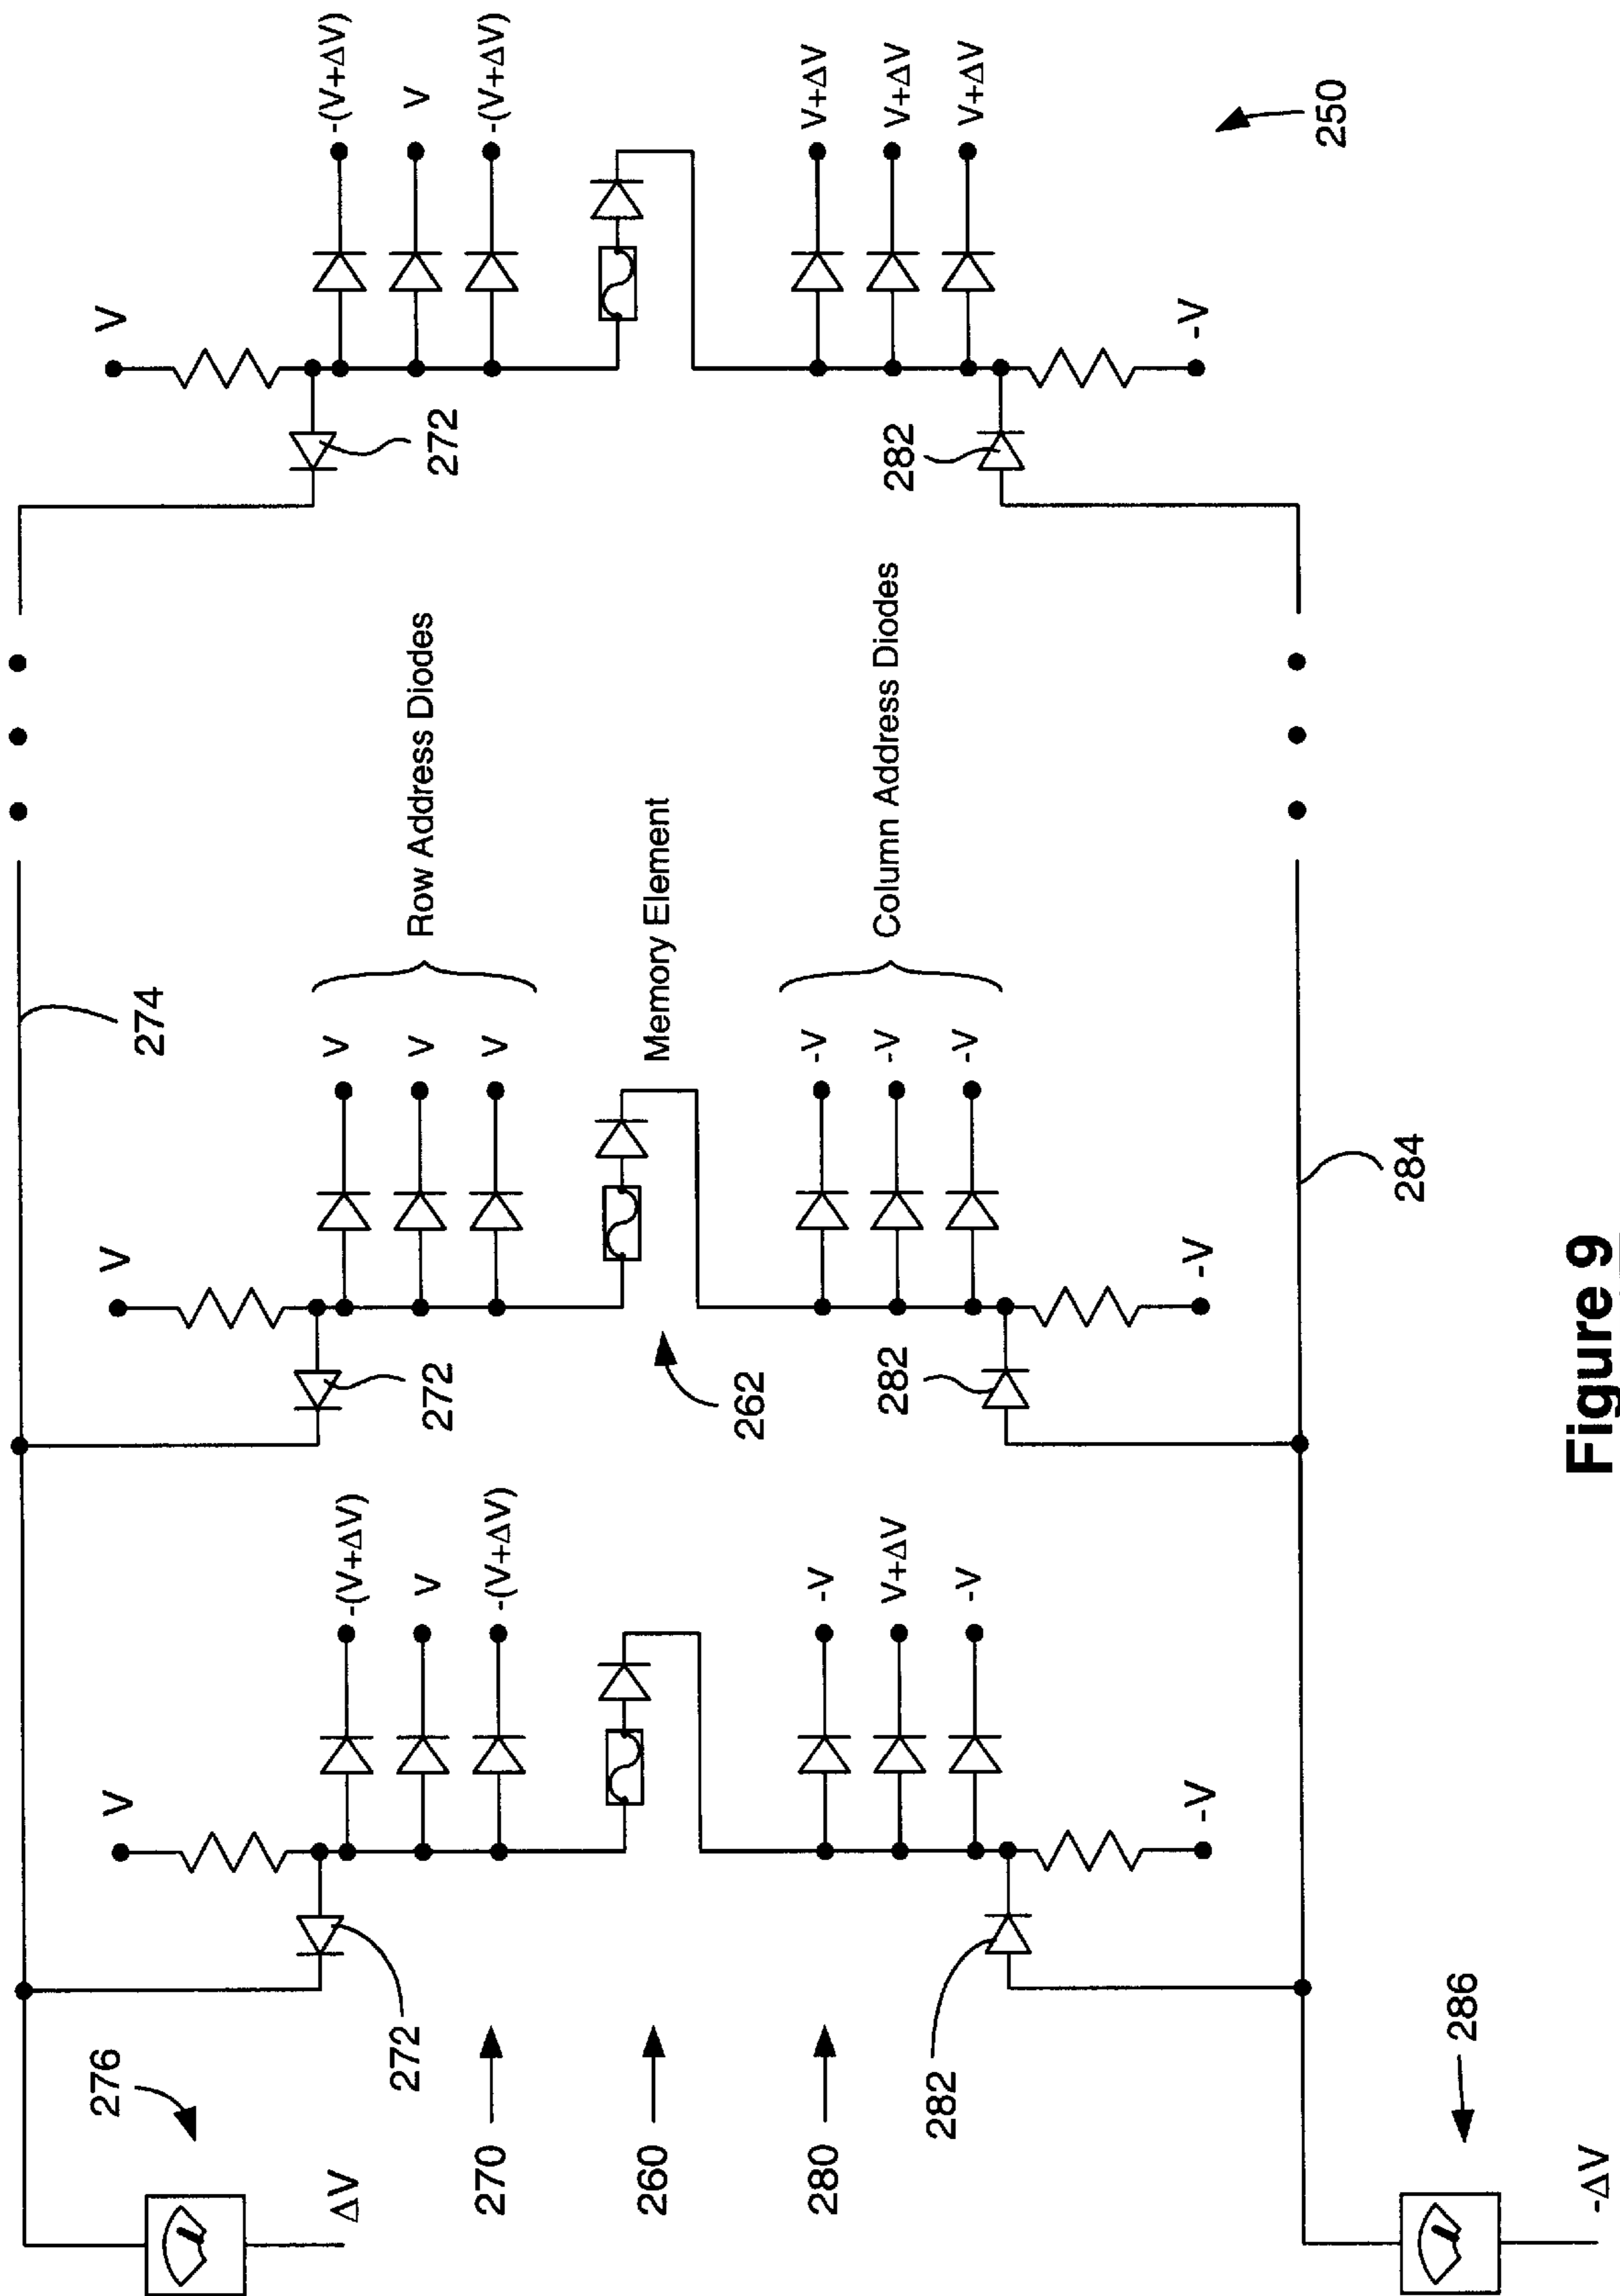 276
ΔV
V
V
V
274
272
272
272
-(V+ΔV)
V
-(V+ΔV)
V
V
V
Row Address Diodes
-(V+ΔV)
V
-(V+ΔV)
270
260
262
Memory Element
280
-V
V+ΔV
-V
-V
-V
-V
Column Address Diodes
V+ΔV
V+ΔV
V+ΔV
282
282
282
-V
-V
-V
284
286
-ΔV
250
Figure 9